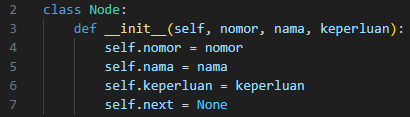 2 class Node:
3     def __init__(self, nomor, nama, keperluan):
4         self.nomor = nomor
5         self.nama = nama
6         self.keperluan = keperluan
7         self.next = None